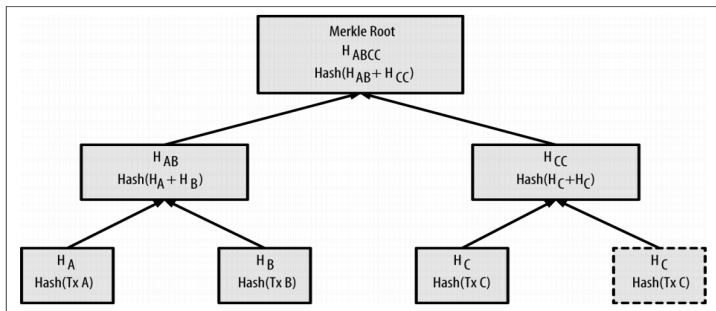 Merkle Root
H ABCC
Hash(H AB + H CC)
H AB
Hash(H A + H B)
H CC
Hash(H C+H C)
H A
Hash(Tx A)
H B
Hash(Tx B)
H C
Hash(Tx C)
H C
Hash(Tx C)